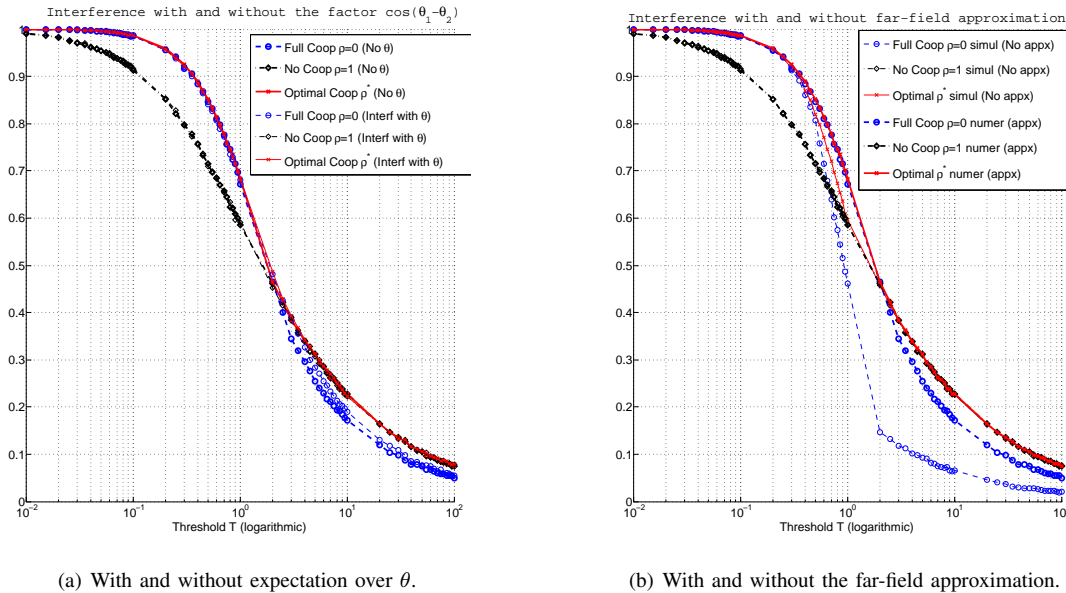 Interference with and without the factor cos(θ₁-θ₂)
Full Coop ρ=0 (No θ)
No Coop ρ=1 (No θ)
Optimal Coop ρ* (No θ)
Full Coop ρ=0 (Interf with θ)
No Coop ρ=1 (Interf with θ)
Optimal Coop ρ* (Interf with θ)
1
0.9
0.8
0.7
0.6
0.5
0.4
0.3
0.2
0.1
0
10⁻²
10⁻¹
10⁰
10¹
10²
Threshold T (logarithmic)
(a) With and without expectation over θ.
Interference with and without far-field approximation
Full Coop ρ=0 simul (No appx)
No Coop ρ=1 simul (No appx)
Optimal ρ* simul (No appx)
Full Coop ρ=0 numer (appx)
No Coop ρ=1 numer (appx)
Optimal ρ* numer (appx)
1
0.9
0.8
0.7
0.6
0.5
0.4
0.3
0.2
0.1
0
10⁻²
10⁻¹
10⁰
10¹
10
Threshold T (logarithmic)
(b) With and without the far-field approximation.